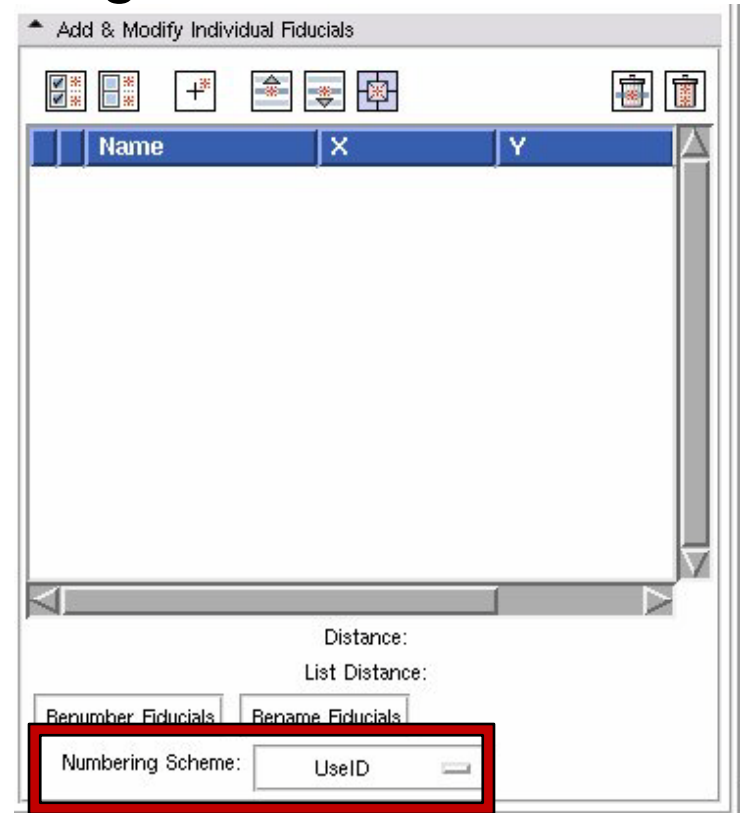 Add & Modify Individual Fiducials
Name X Y
Distance:
List Distance:
Renumber Fiducials Rename Fiducials
Numbering Scheme: UseID